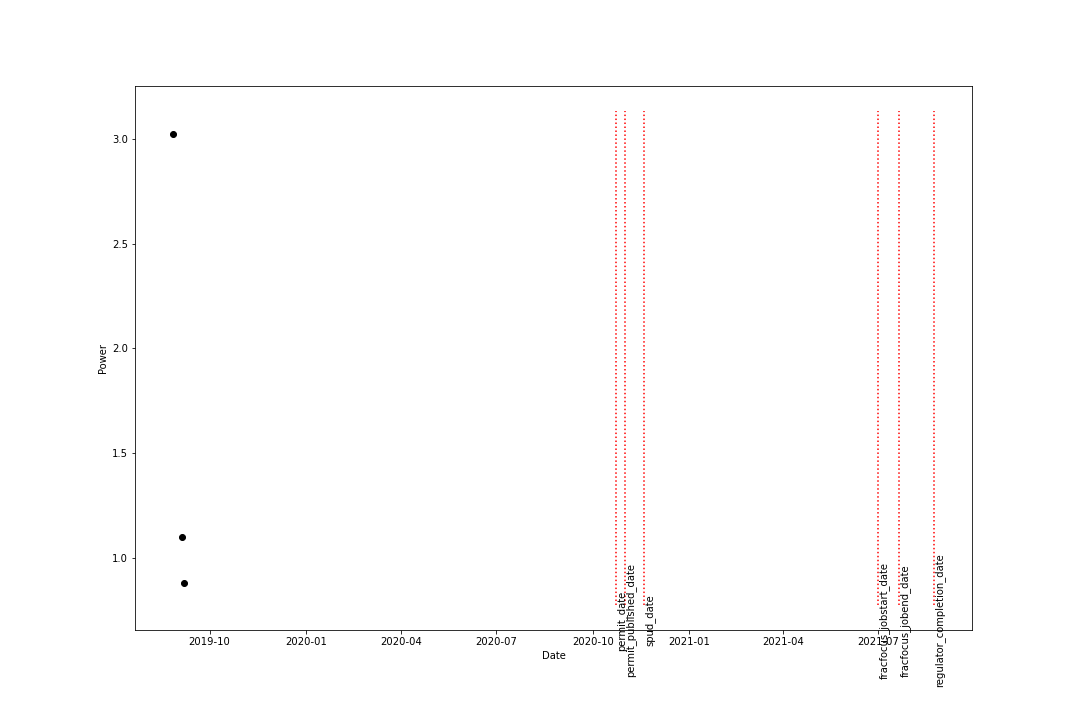 3.0
2.5
2.0
1.5
1.0
Power
2019-10
2020-01
2020-04
2020-07
2020-10
2021-01
2021-04
2021-07
Date
permit_date
permit_published_date
spud_date
fracfocus_jobstart_date
fracfocus_jobend_date
regulator_completion_date